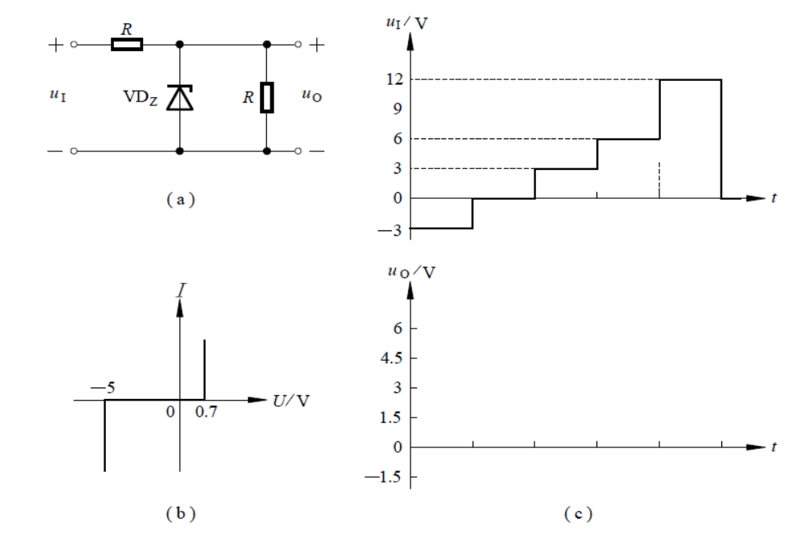 R
+
+
u_I
VD_Z
R
u_O
—
—
(a)
u_I/V
12
9
6
3
0
t
—3
I
—5
0
0.7
U/V
(b)
u_O/V
6
4.5
3
1.5
0
t
—1.5
(c)